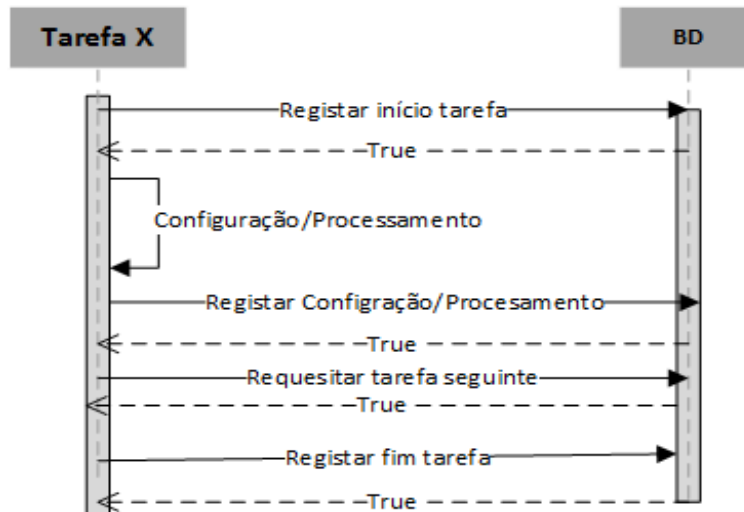 Tarefa X
BD
Registar início tarefa
True
Configuração/Processamento
Registar Configração/Procesamento
True
Requesitar tarefa seguinte
True
Registar fim tarefa
True